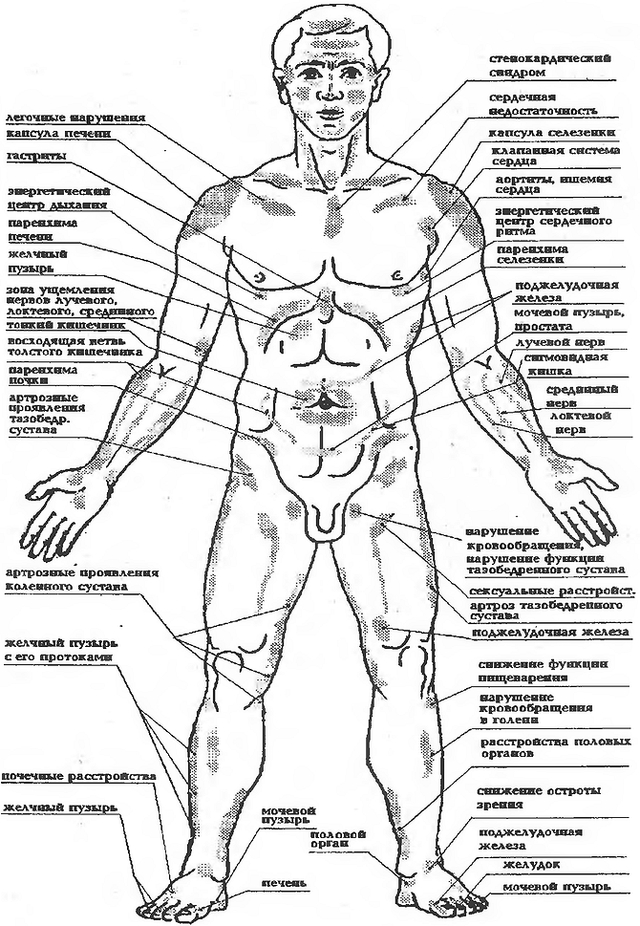 легочные нарушения
капсула печени
гастриты
энергетический
центр дыхания
паренхима
печени
желчный
пузырь
зона ущемления
нервов лучевого,
локтевого, срединного
тонкий кишечник
восходящая ветвь
толстого кишечника
паренхима
почки
артрозные
проявления
тазобедр.
сустава
артрозные проявления
коленного сустава
желчный пузырь
с его протоками
почечные расстройства
желчный пузырь
мочевой
пузырь
печень
половой
орган
стенокардический
синдром
сердечная
недостаточность
капсула селезенки
клапанная система
сердца
аортиты, ишемия
сердца
энергетический
центр сердечного
ритма
паренхима
селезенки
поджелудочная
железа
мочевой пузырь,
простата
лучевой нерв
сигмовидная
кишка
срединный
нерв
локтевой
нерв
нарушение
кровообращения,
нарушение функций
тазобедренного сустава
сексуальные расстройст.
артроз тазобедренного
сустава
поджелудочная железа
снижение функции
пищеварения
нарушение
кровообращения
в голени
расстройства половых
органов
снижение остроты
зрения
поджелудочная
железа
желудок
мочевой пузырь